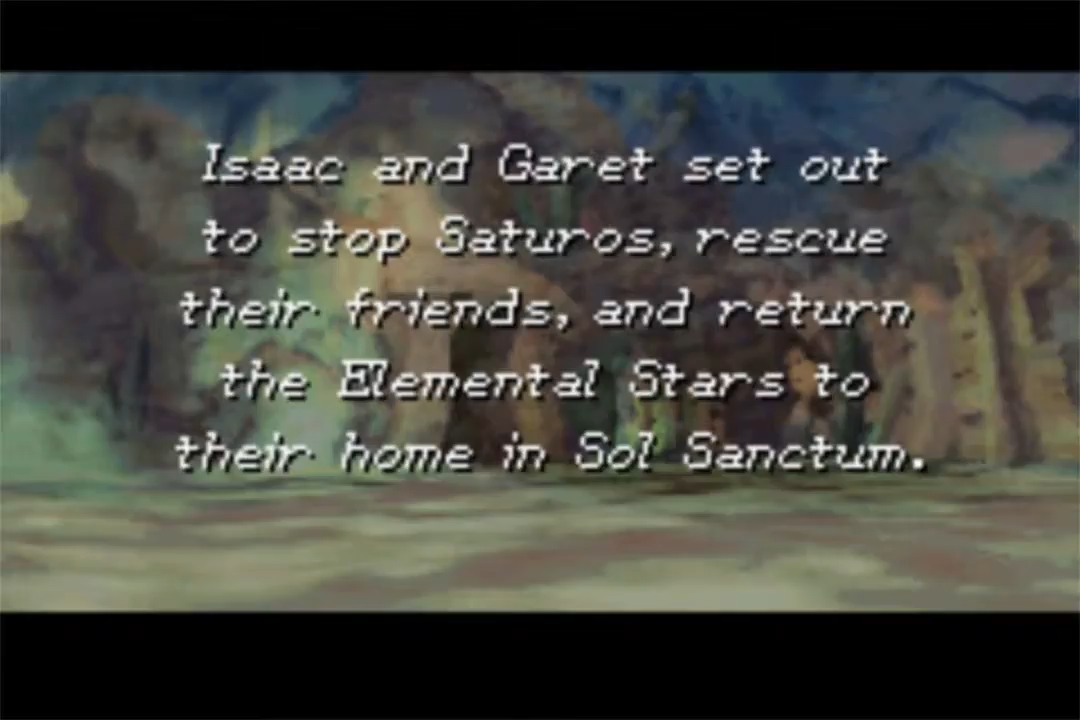 Isaac and Garet set out
to stop Saturos, rescue
their friends, and return
the Elemental Stars to
their home in Sol Sanctum.